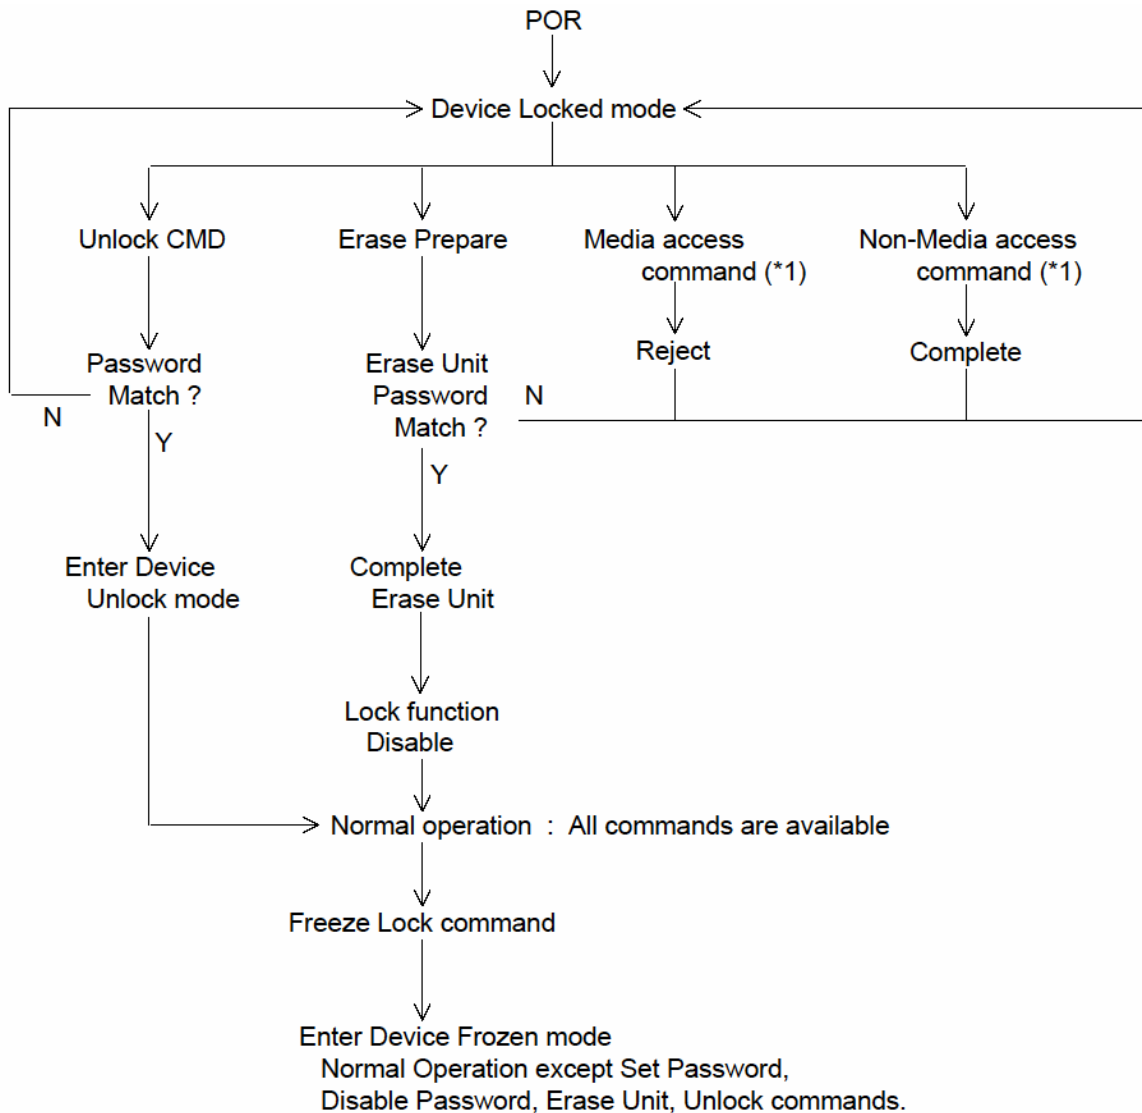 POR
Device Locked mode
Unlock CMD
Erase Prepare
Media access
command (*1)
Non-Media access
command (*1)
Password
Match ?
N
Y
Erase Unit
Password
Match ?
N
Y
Reject
Complete
Enter Device
Unlock mode
Complete
Erase Unit
Lock function
Disable
Normal operation : All commands are available
Freeze Lock command
Enter Device Frozen mode
Normal Operation except Set Password,
Disable Password, Erase Unit, Unlock commands.